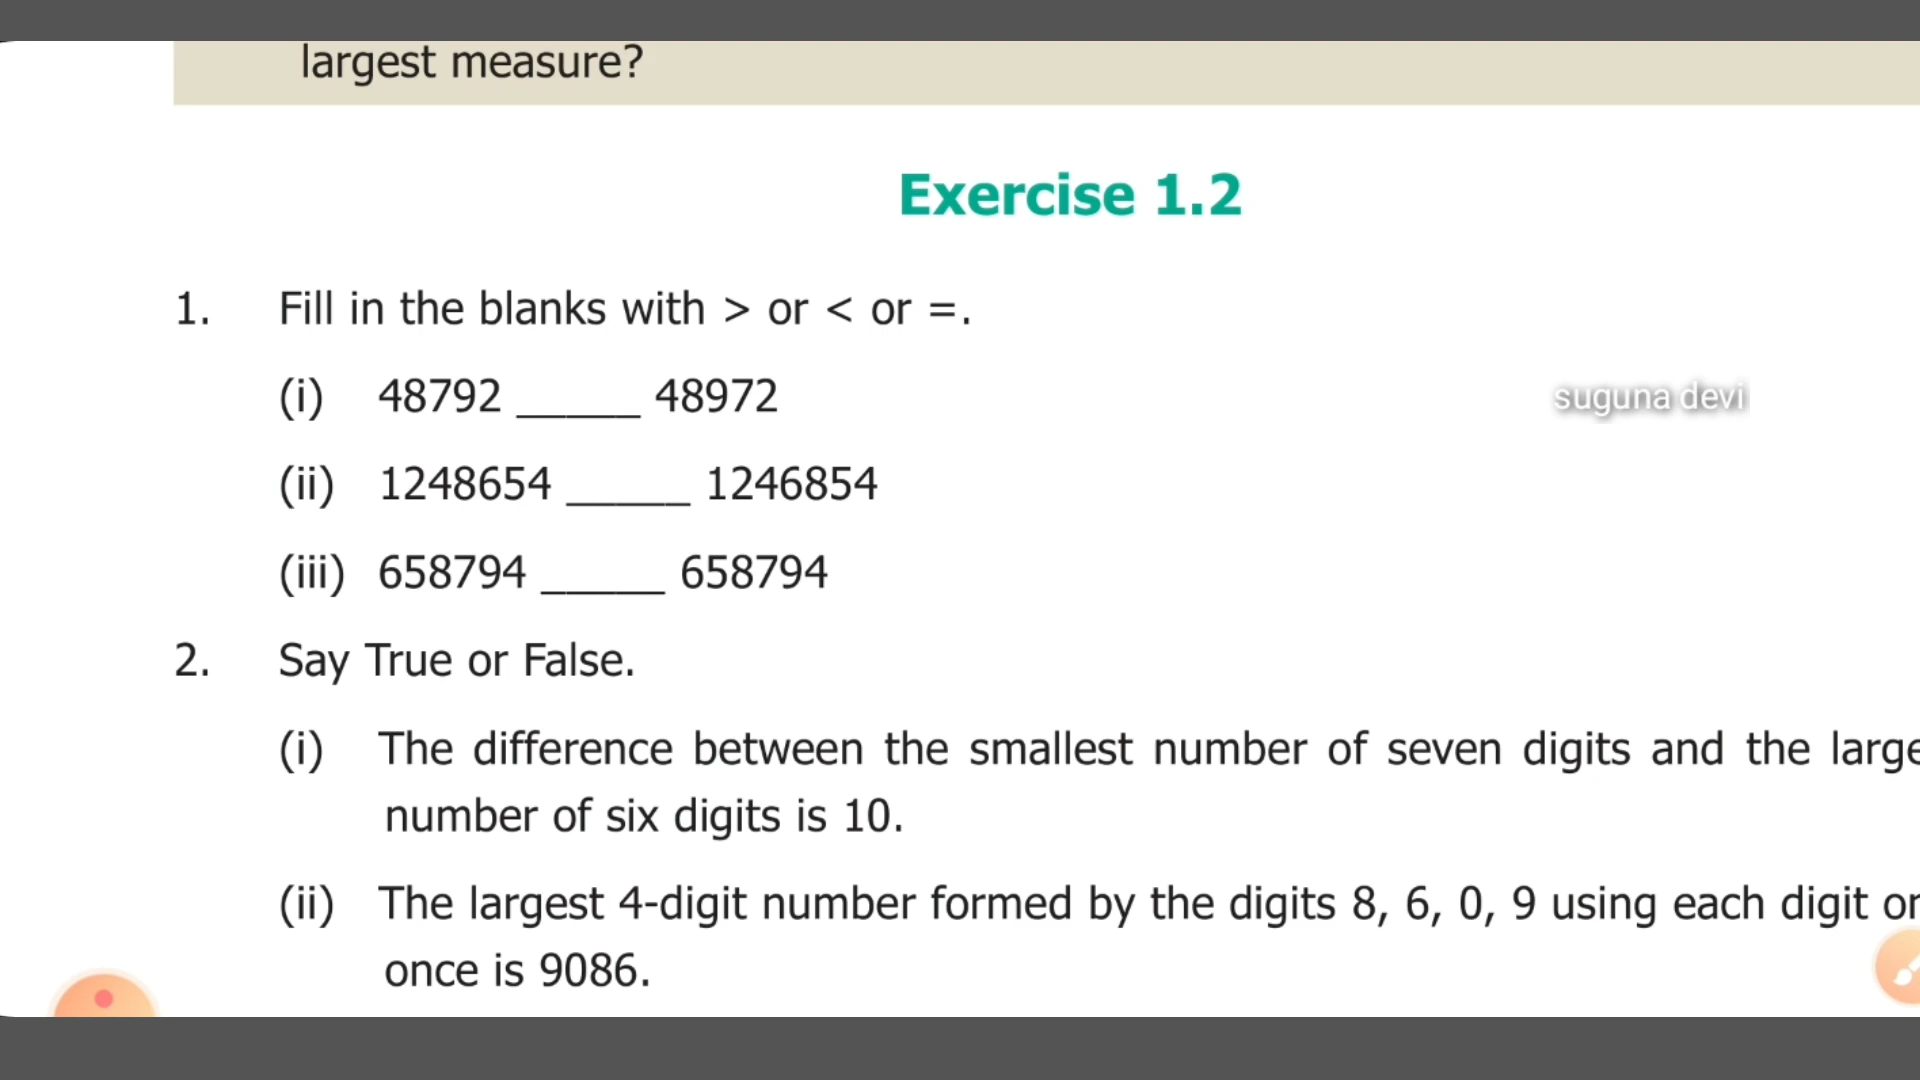 largest measure?
Exercise 1.2
1. Fill in the blanks with > or < or =.
(i) 48792 _____ 48972
suguna devi
(ii) 1248654 _____ 1246854
(iii) 658794 _____ 658794
2. Say True or False.
(i) The difference between the smallest number of seven digits and the large
number of six digits is 10.
(ii) The largest 4-digit number formed by the digits 8, 6, 0, 9 using each digit
once is 9086.